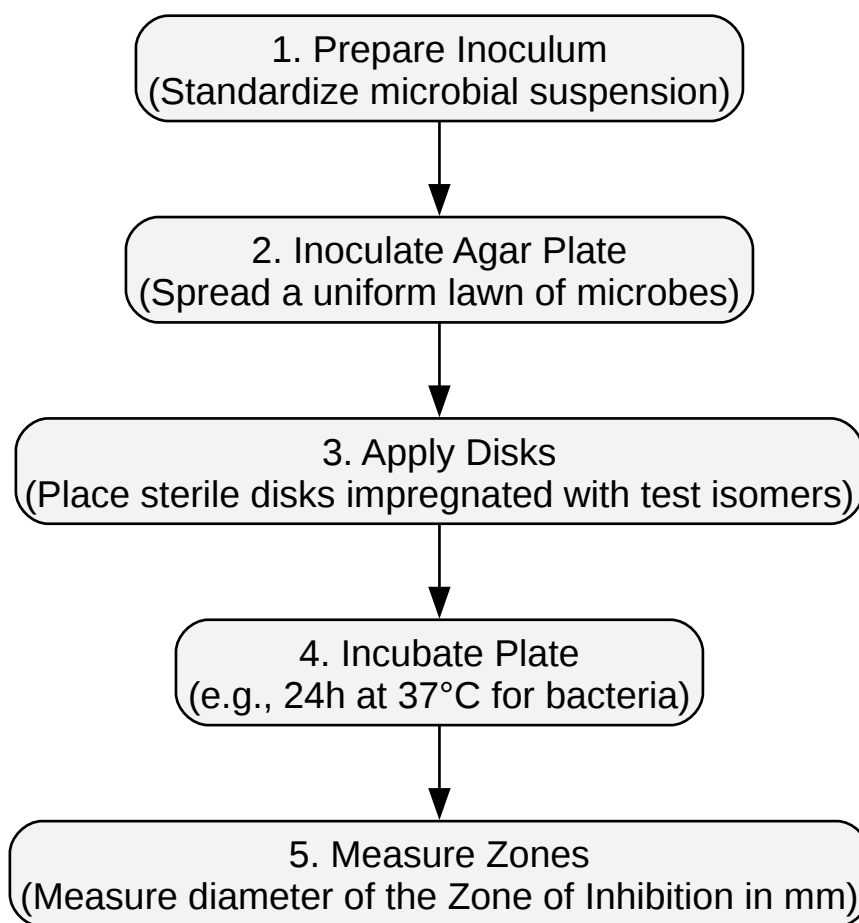 1. Prepare Inoculum
(Standardize microbial suspension)
2. Inoculate Agar Plate
(Spread a uniform lawn of microbes)
3. Apply Disks
(Place sterile disks impregnated with test isomers)
4. Incubate Plate
(e.g., 24h at 37°C for bacteria)
5. Measure Zones
(Measure diameter of the Zone of Inhibition in mm)